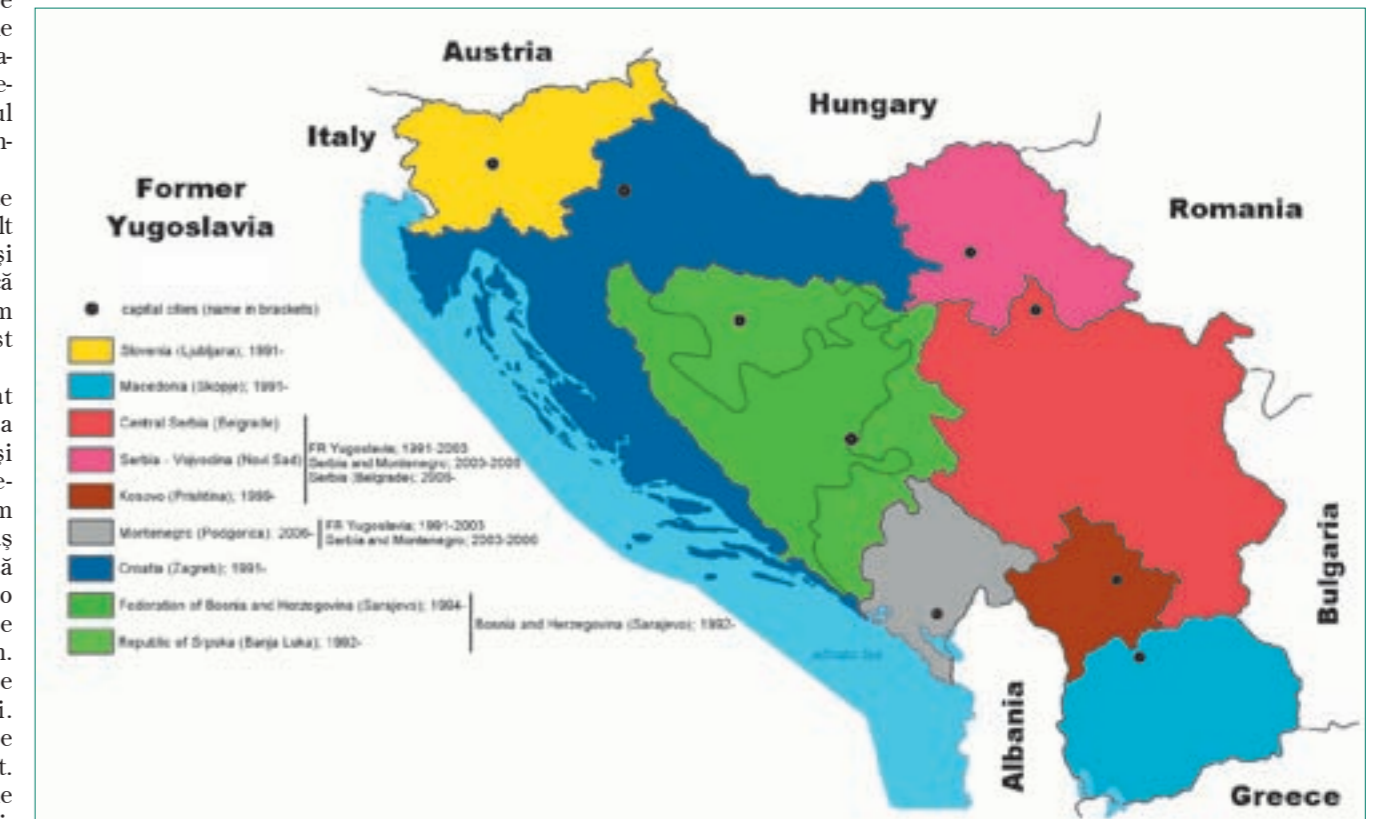 Austria
Hungary
Italy
Former
Yugoslavia
Romania
capital cities (name in brackets)
Slovenia (Ljubljana); 1991-
Macedonia (Skopje); 1991-
Central Serbia (Belgrade)
Serbia - Vojvodina (Novi Sad)
Kosovo (Prishtina); 1999-
FR Yugoslavia; 1991-2003
Serbia and Montenegro; 2003-2006
Serbia (Belgrade); 2006-
Montenegro (Podgorica); 2006-
FR Yugoslavia; 1991-2003
Serbia and Montenegro; 2003-2006
Croatia (Zagreb); 1991-
Federation of Bosnia and Herzegovina (Sarajevo); 1994-
Republic of Srpska (Banja Luka); 1992-
Bosnia and Herzegovina (Sarajevo); 1992-
Adriatic Sea
Albania
Bulgaria
Greece